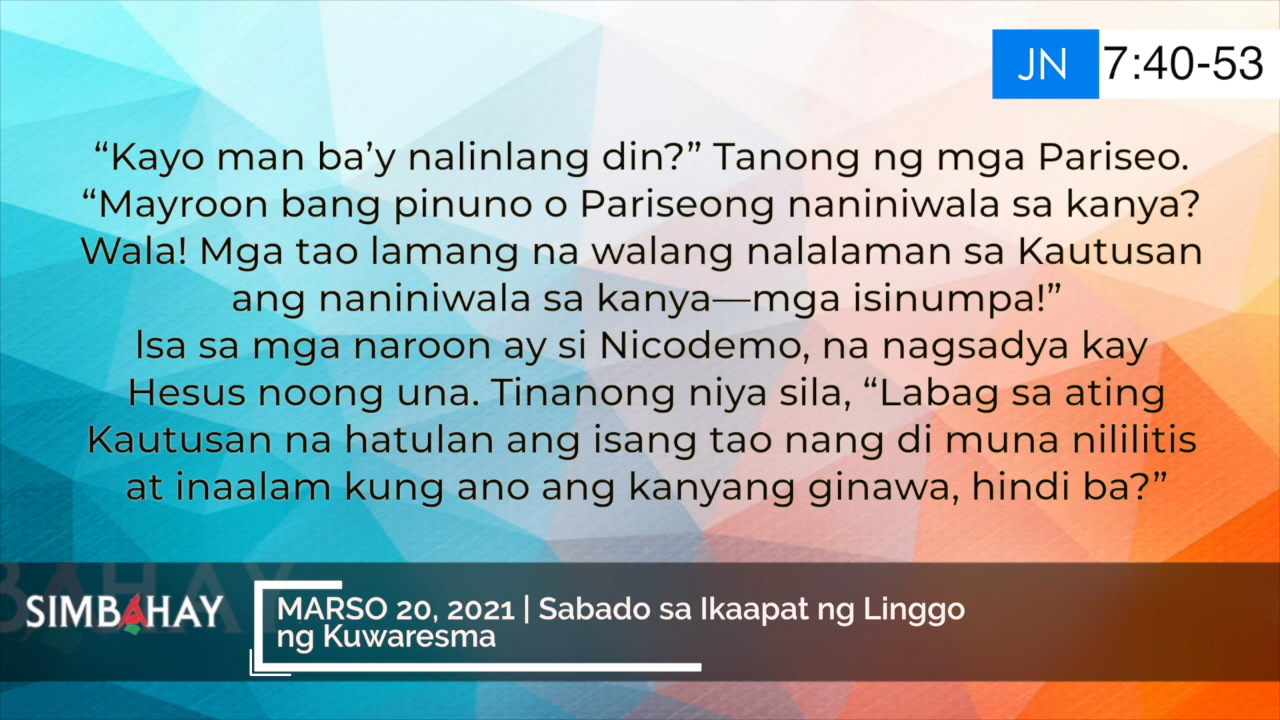 JN 7:40-53
“Kayo man ba’y nalinlang din?” Tanong ng mga Pariseo.
“Mayroon bang pinuno o Pariseong naniniwala sa kanya?
Wala! Mga tao lamang na walang nalalaman sa Kautusan
ang naniniwala sa kanya—mga isinumpa!”
Isa sa mga naroon ay si Nicodemo, na nagsadya kay
Hesus noong una. Tinanong niya sila, “Labag sa ating
Kautusan na hatulan ang isang tao nang di muna nililitis
at inaalam kung ano ang kanyang ginawa, hindi ba?”
SIMBAHAY
MARSO 20, 2021 | Sabado sa Ikaapat ng Linggo
ng Kuwaresma